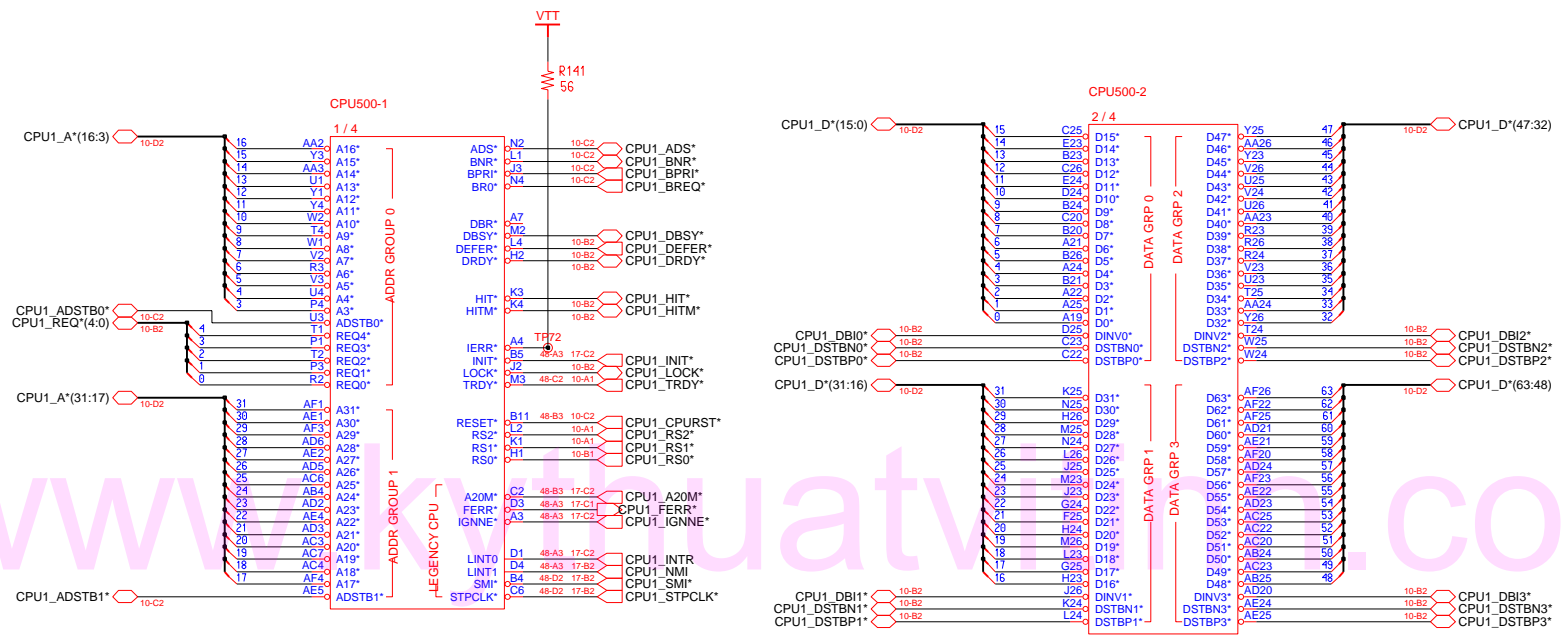 VTT
R141
56
CPU500-1
1 / 4
CPU1_A*(16:3)
10-D2
16 AA2 A16*
15 Y3 A15*
14 AA3 A14*
13 U1 A13*
12 Y1 A12*
11 Y4 A11*
10 W2 A10*
9 T4 A9*
8 W1 A8*
7 V2 A7*
6 R3 A6*
5 V3 A5*
4 U4 A4*
3 P4 A3*
CPU1_ADSTB0* 10-C2 U3 ADSTB0*
CPU1_REQ*(4:0) 10-B2
4 T1 REQ4*
3 P1 REQ3*
2 T2 REQ2*
1 P3 REQ1*
0 R2 REQ0*
ADDR GROUP 0
CPU1_A*(31:17)
10-D2
31 AF1 A31*
30 AE1 A30*
29 AF3 A29*
28 AD6 A28*
27 AE2 A27*
26 AD5 A26*
25 AC6 A25*
24 AB4 A24*
23 AD2 A23*
22 AE4 A22*
21 AD3 A21*
20 AC3 A20*
19 AC7 A19*
18 AC4 A18*
17 AF4 A17*
CPU1_ADSTB1* 10-C2 AE5 ADSTB1*
ADDR GROUP 1
LEGENCY CPU
ADS* N2 10-C2 CPU1_ADS*
BNR* L1 10-C2 CPU1_BNR*
BPRI* J3 10-C2 CPU1_BPRI*
BR0* N4 10-C2 CPU1_BREQ*
DBR* A7
DBSY* M2 10-B2 CPU1_DBSY*
DEFER* L4 10-B2 CPU1_DEFER*
DRDY* H2 10-B2 CPU1_DRDY*
HIT* K3 10-B2 CPU1_HIT*
HITM* K4 10-B2 CPU1_HITM*
IERR* A4 TP72
INIT* B5 48-A3 17-C2 CPU1_INIT*
LOCK* J2 10-B2 CPU1_LOCK*
TRDY* M3 48-C2 10-A1 CPU1_TRDY*
RESET* B11 48-B3 10-C2 CPU1_CPURST*
RS2* L2 10-A1 CPU1_RS2*
RS1* K1 10-A1 CPU1_RS1*
RS0* H1 10-B1 CPU1_RS0*
A20M* C2 48-B3 17-C2 CPU1_A20M*
FERR* D3 48-A3 17-C1 CPU1_FERR*
IGNNE* A3 48-A3 17-C2 CPU1_IGNNE*
LINT0 D1 48-A3 17-C2 CPU1_INTR
LINT1 D4 48-A3 17-B2 CPU1_NMI
SMI* B4 48-D2 17-B2 CPU1_SMI*
STPCLK* C6 48-D2 17-B2 CPU1_STPCLK*
CPU500-2
2 / 4
CPU1_D*(15:0)
10-D2
15 C25 D15*
14 E23 D14*
13 B23 D13*
12 C26 D12*
11 E24 D11*
10 D24 D10*
9 B24 D9*
8 C20 D8*
7 B20 D7*
6 A21 D6*
5 B26 D5*
4 A24 D4*
3 B21 D3*
2 A22 D2*
1 A25 D1*
0 A19 D0*
CPU1_DBI0* 10-B2 D25 DINV0*
CPU1_DSTBN0* 10-B2 C23 DSTBN0*
CPU1_DSTBP0* 10-B2 C22 DSTBP0*
DATA GRP 0
CPU1_D*(31:16)
10-D2
31 K25 D31*
30 N25 D30*
29 H26 D29*
28 M25 D28*
27 N24 D27*
26 L26 D26*
25 J25 D25*
24 M23 D24*
23 J23 D23*
22 G24 D22*
21 F25 D21*
20 H24 D20*
19 M26 D19*
18 L23 D18*
17 G25 D17*
16 H23 D16*
CPU1_DBI1* 10-B2 J26 DINV1*
CPU1_DSTBN1* 10-B2 K24 DSTBN1*
CPU1_DSTBP1* 10-B2 L24 DSTBP1*
DATA GRP 1
CPU1_D*(47:32)
10-D2
D47* Y25 47
D46* AA26 46
D45* Y23 45
D44* V26 44
D43* U25 43
D42* V24 42
D41* U26 41
D40* AA23 40
D39* R23 39
D38* R26 38
D37* R24 37
D36* V23 36
D35* U23 35
D34* T25 34
D33* AA24 33
D32* Y26 32
DINV2* T24 10-B2 CPU1_DBI2*
DSTBN2* W25 10-B2 CPU1_DSTBN2*
DSTBP2* W24 10-B2 CPU1_DSTBP2*
DATA GRP 2
CPU1_D*(63:48)
10-D2
D63* AF26 63
D62* AF22 62
D61* AF25 61
D60* AD21 60
D59* AE21 59
D58* AF20 58
D57* AD24 57
D56* AF23 56
D55* AE22 55
D54* AD23 54
D53* AC25 53
D52* AC22 52
D51* AC20 51
D50* AB24 50
D49* AC23 49
D48* AB25 48
DINV3* AD20 10-B2 CPU1_DBI3*
DSTBN3* AE24 10-B2 CPU1_DSTBN3*
DSTBP3* AE23 10-B2 CPU1_DSTBP3*
DATA GRP 3
www.kythuatvitinh.co